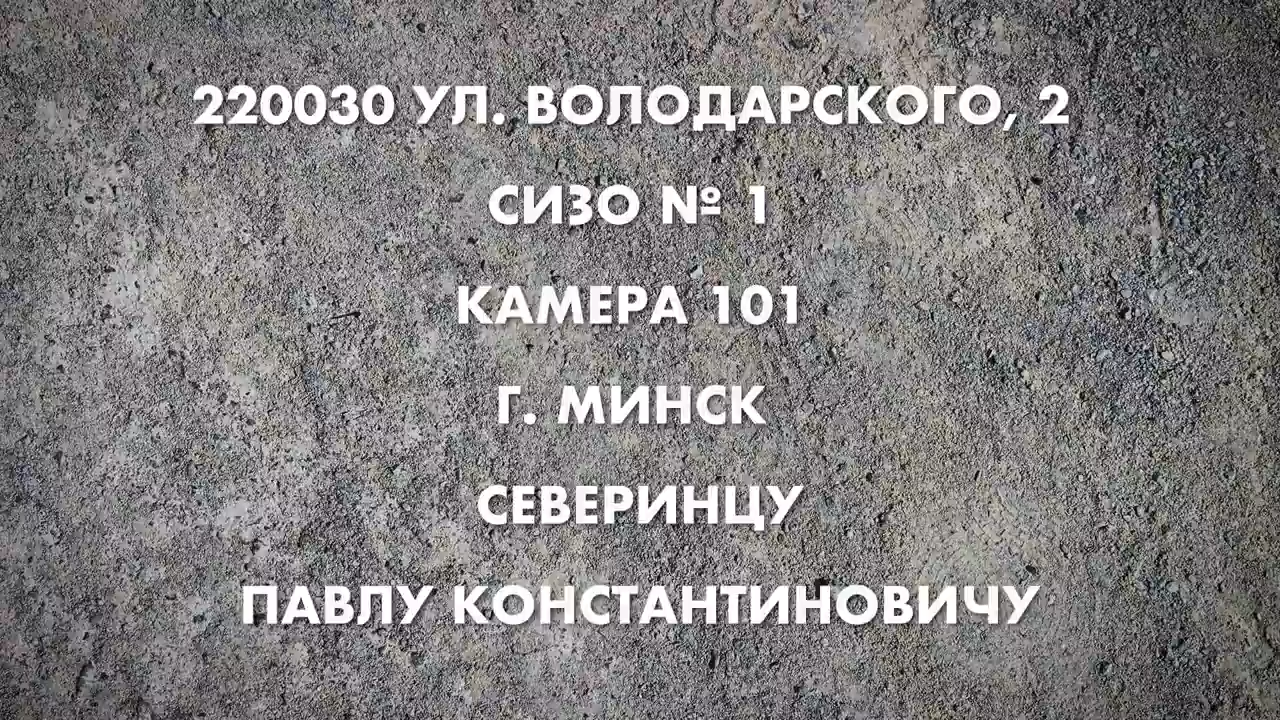 220030 УЛ. ВОЛОДАРСКОГО, 2
СИЗО № 1
КАМЕРА 101
Г. МИНСК
СЕВЕРИНЦУ
ПАВЛУ КОНСТАНТИНОВИЧУ